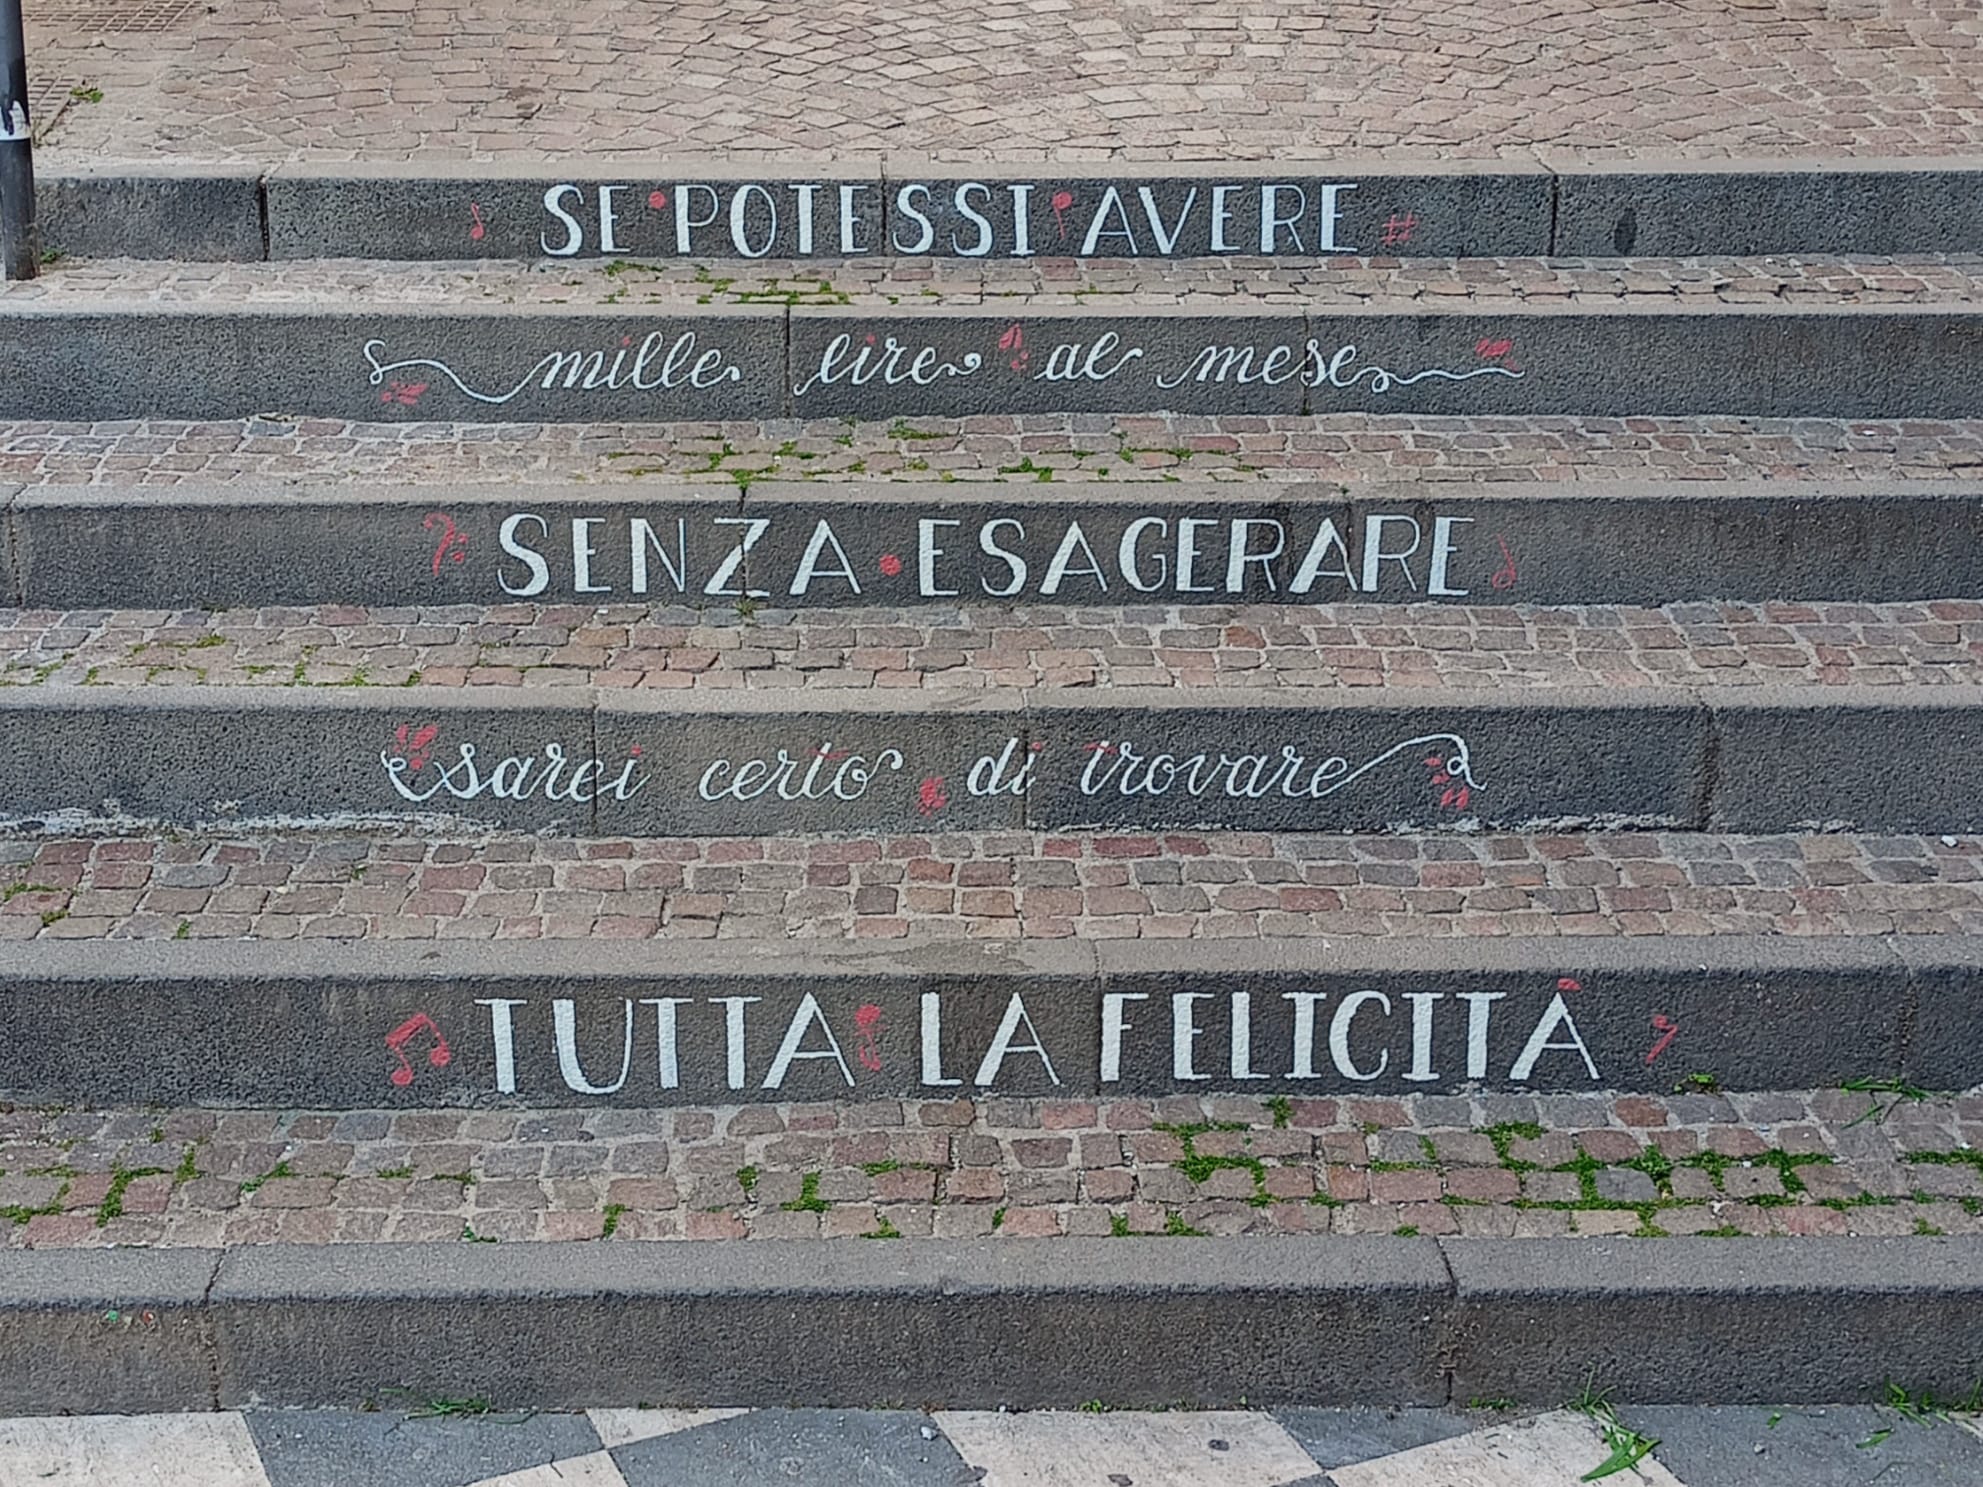 SE POTESSI AVERE
mille lire al mese
SENZA ESAGERARE
sarei certo di trovare
TUTTA LA FELICITÀ